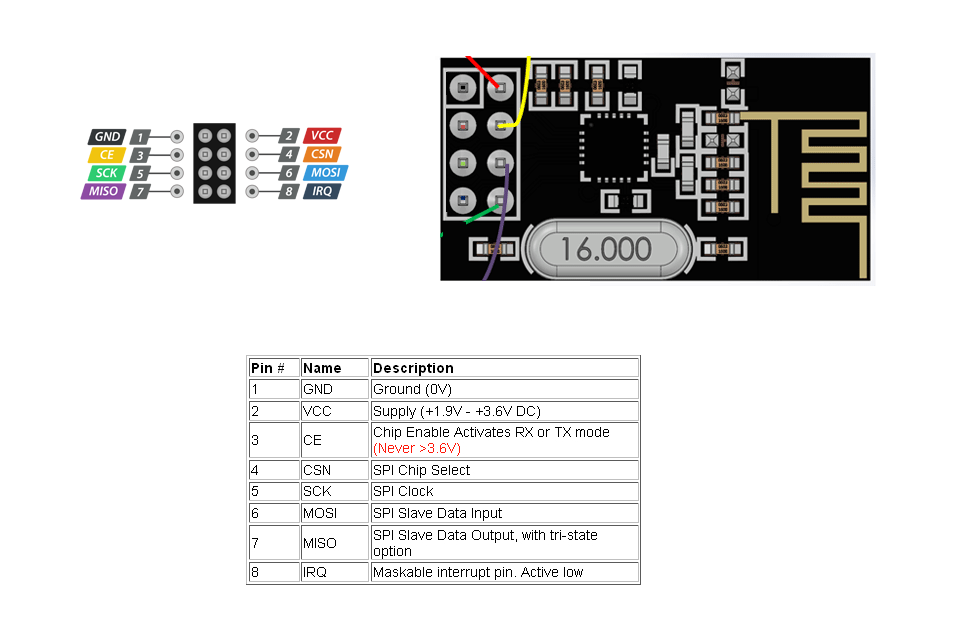 GND 1 2 VCC
CE 3 4 CSN
SCK 5 6 MOSI
MISO 7 8 IRQ
16.000
Pin # Name Description
1 GND Ground (0V)
2 VCC Supply (+1.9V - +3.6V DC)
3 CE Chip Enable Activates RX or TX mode
(Never >3.6V)
4 CSN SPI Chip Select
5 SCK SPI Clock
6 MOSI SPI Slave Data Input
7 MISO SPI Slave Data Output, with tri-state
option
8 IRQ Maskable interrupt pin. Active low